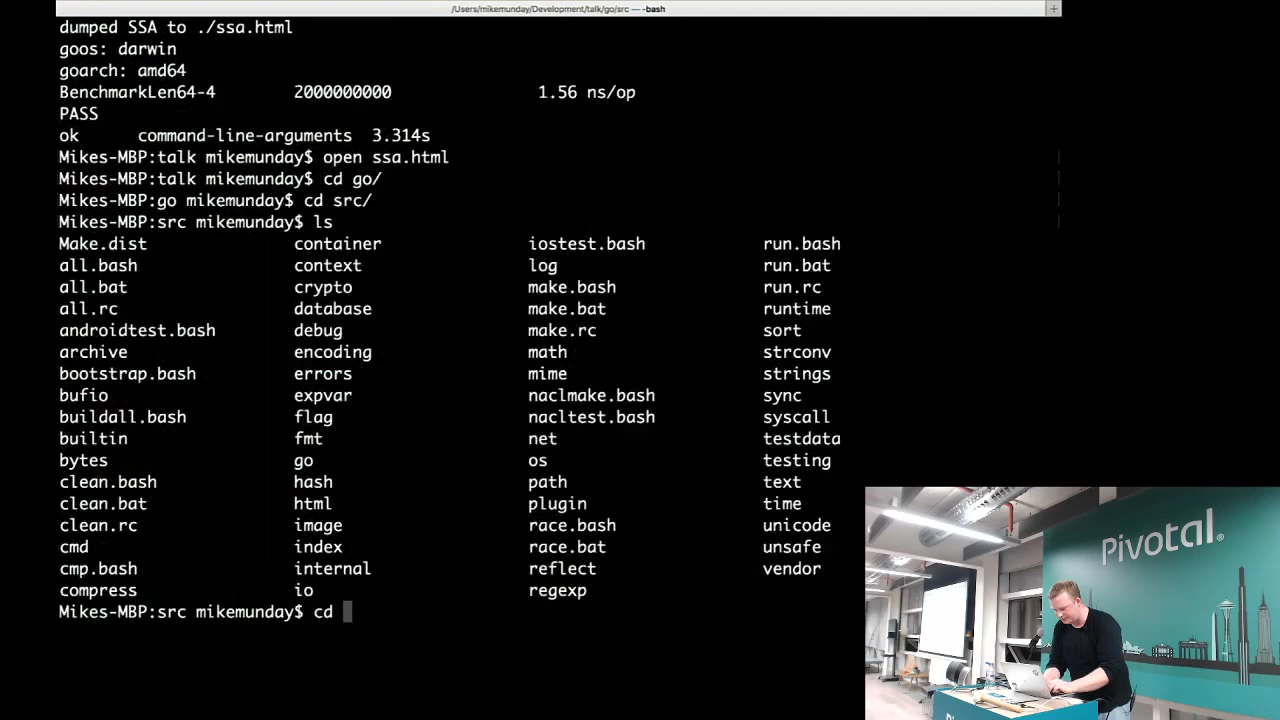 /Users/mikemunday/Development/talk/go/src — -bash
dumped SSA to ./ssa.html
goos: darwin
goarch: amd64
BenchmarkLen64-4 2000000000 1.56 ns/op
PASS
ok command-line-arguments 3.314s
Mikes-MBP:talk mikemunday$ open ssa.html
Mikes-MBP:talk mikemunday$ cd go/
Mikes-MBP:go mikemunday$ cd src/
Mikes-MBP:src mikemunday$ ls
Make.dist container iostest.bash run.bash
all.bash context log run.bat
all.bat crypto make.bash run.rc
all.rc database make.bat runtime
androidtest.bash debug make.rc sort
archive encoding math strconv
bootstrap.bash errors mime strings
bufio expvar naclmake.bash sync
buildall.bash flag nacltest.bash syscall
builtin fmt net testdata
bytes go os testing
clean.bash hash path text
clean.bat html plugin time
clean.rc image race.bash unicode
cmd index race.bat unsafe
cmp.bash internal reflect vendor
compress io regexp
Mikes-MBP:src mikemunday$ cd
Pivotal®